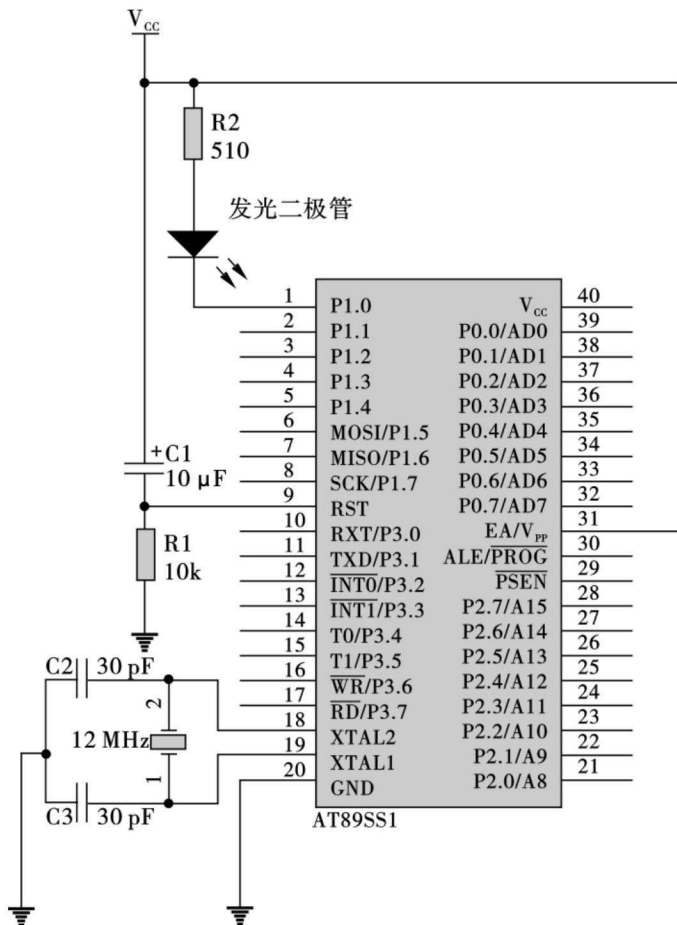 V_CC
R2
510
发光二极管
1
2
3
4
5
6
7
8
9
10
11
12
13
14
15
16
17
18
19
20
P1.0
P1.1
P1.2
P1.3
P1.4
MOSI/P1.5
MISO/P1.6
SCK/P1.7
RST
RXT/P3.0
TXD/P3.1
INT0/P3.2
INT1/P3.3
T0/P3.4
T1/P3.5
WR/P3.6
RD/P3.7
XTAL2
XTAL1
GND
V_CC
P0.0/AD0
P0.1/AD1
P0.2/AD2
P0.3/AD3
P0.4/AD4
P0.5/AD5
P0.6/AD6
P0.7/AD7
EA/V_PP
ALE/PROG
PSEN
P2.7/A15
P2.6/A14
P2.5/A13
P2.4/A12
P2.3/A11
P2.2/A10
P2.1/A9
P2.0/A8
40
39
38
37
36
35
34
33
32
31
30
29
28
27
26
25
24
23
22
21
+C1
10 μF
R1
10k
C2 30 pF
2
12 MHz
1
C3 30 pF
AT89SS1